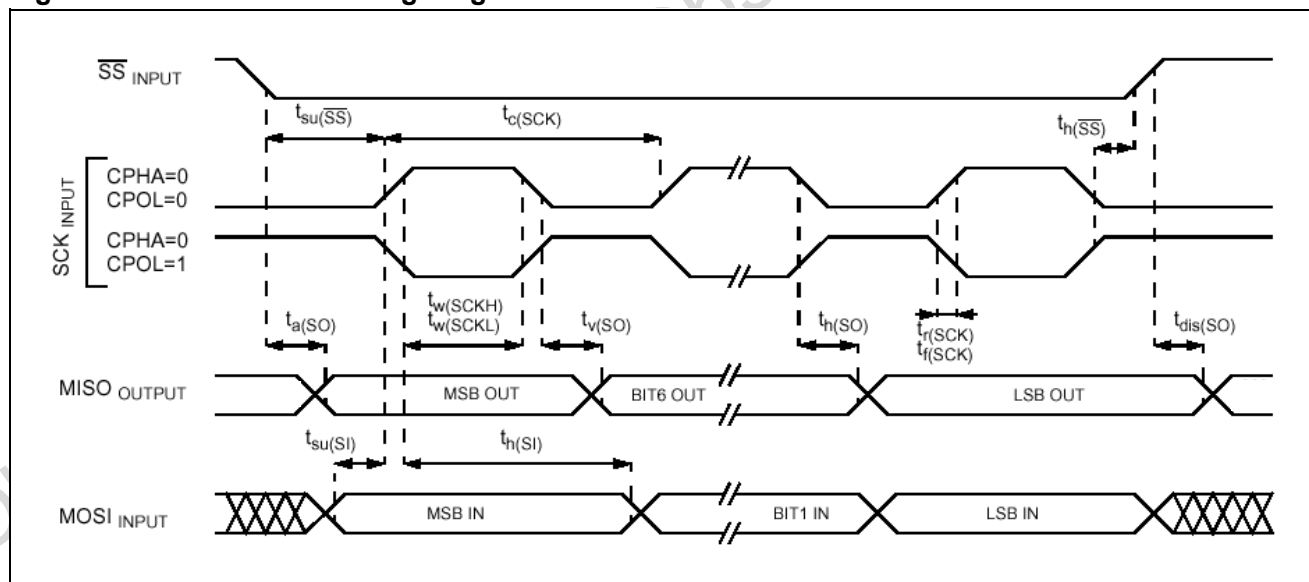 SS INPUT
tsu(SS)
tc(SCK)
th(SS)
SCK INPUT
CPHA=0
CPOL=0
CPHA=0
CPOL=1
ta(SO)
tw(SCKH)
tw(SCKL)
tv(SO)
th(SO)
tr(SCK)
tf(SCK)
tdis(SO)
MISO OUTPUT
MSB OUT
BIT6 OUT
LSB OUT
tsu(SI)
th(SI)
MOSI INPUT
MSB IN
BIT1 IN
LSB IN